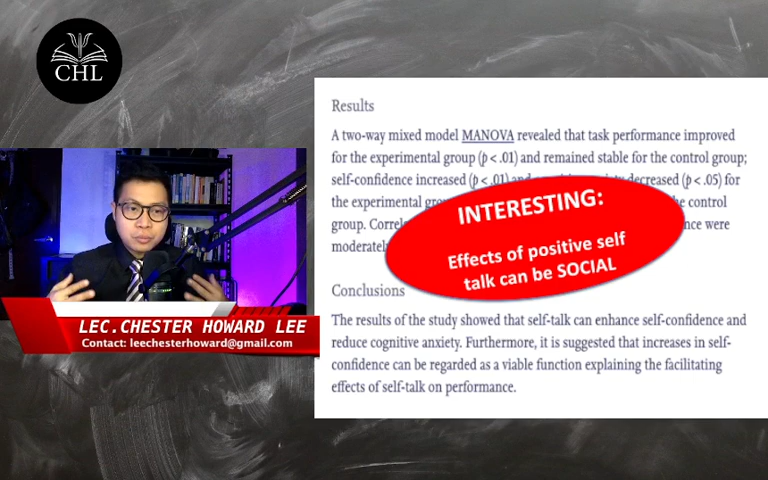 CHL
Results
A two-way mixed model MANOVA revealed that task performance improved
for the experimental group (p < .01) and remained stable for the control group;
self-confidence increased (p < .01) and decreased (p < .05) for
the experimental the control
group. were
moderately
INTERESTING:
Effects of positive self
talk can be SOCIAL
Conclusions
The results of the study showed that self-talk can enhance self-confidence and
reduce cognitive anxiety. Furthermore, it is suggested that increases in self-
confidence can be regarded as a viable function explaining the facilitating
effects of self-talk on performance.
LEC.CHESTER HOWARD LEE
Contact: leechesterhoward@gmail.com